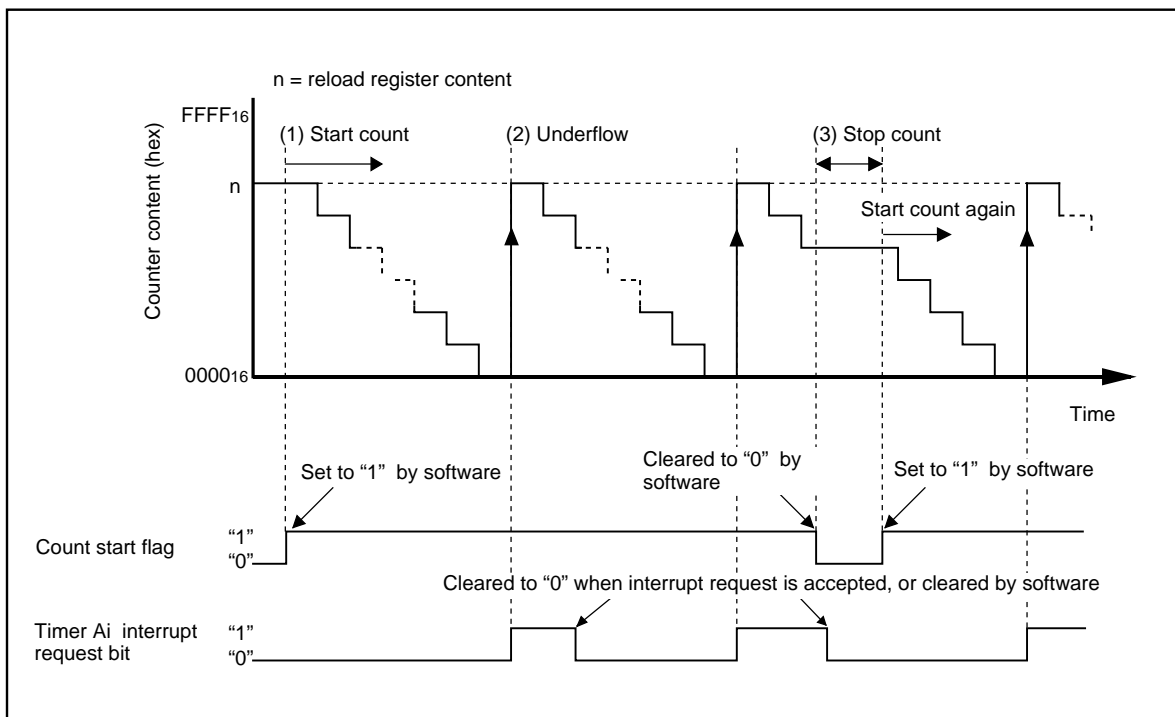 n = reload register content
FFFF16
(1) Start count
(2) Underflow
(3) Stop count
Counter content (hex)
n
Start count again
000016
Time
Set to “1” by software
Cleared to “0” by
software
Set to “1” by software
Count start flag
“1”
“0”
Cleared to “0” when interrupt request is accepted, or cleared by software
Timer Ai interrupt
request bit
“1”
“0”